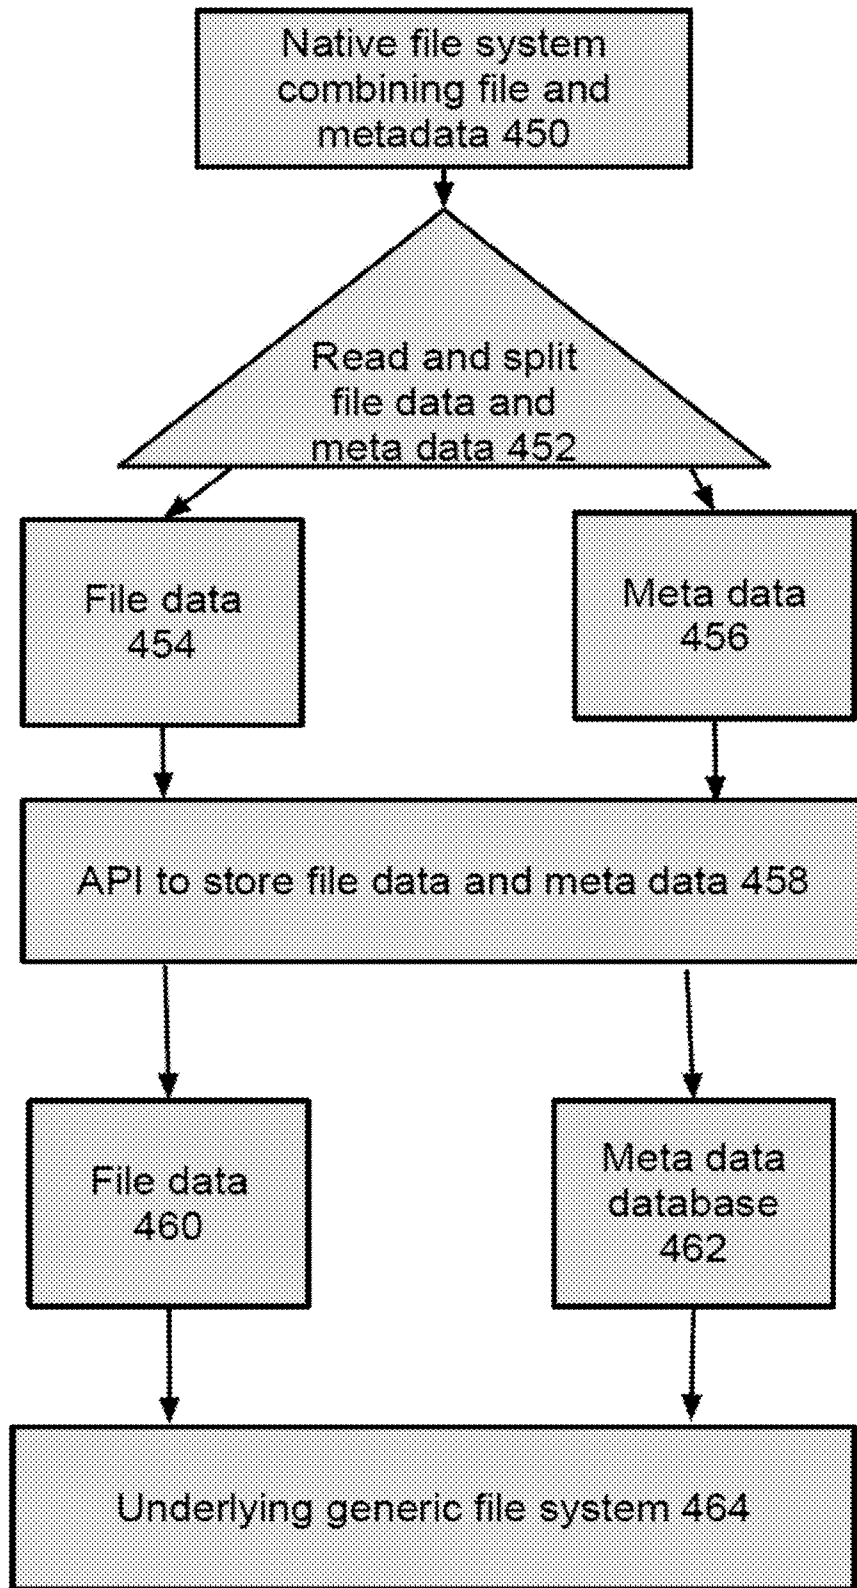 Native file system
combining file and
metadata 450
Read and split
file data and
meta data 452
File data
454
Meta data
456
API to store file data and meta data 458
File data
460
Meta data
database
462
Underlying generic file system 464